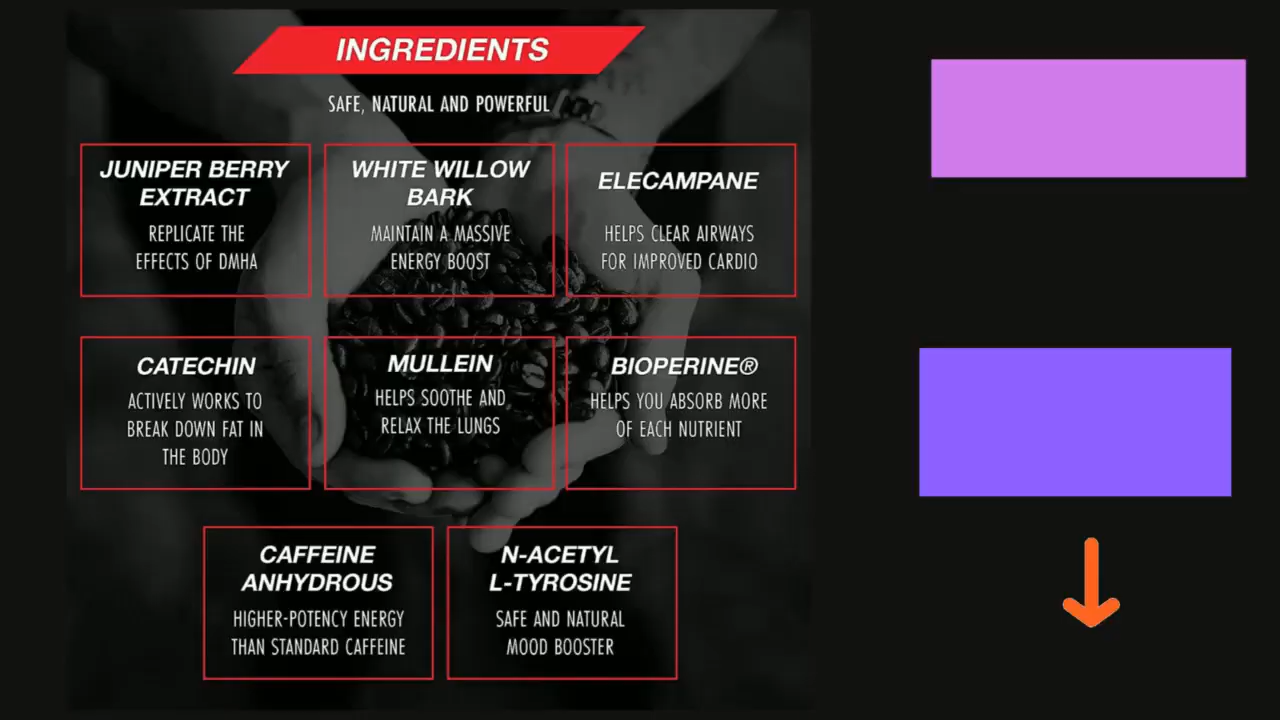 INGREDIENTS
SAFE, NATURAL AND POWERFUL
JUNIPER BERRY
EXTRACT
REPLICATE THE
EFFECTS OF DMHA
WHITE WILLOW
BARK
MAINTAIN A MASSIVE
ENERGY BOOST
ELECAMPANE
HELPS CLEAR AIRWAYS
FOR IMPROVED CARDIO
CATECHIN
ACTIVELY WORKS TO
BREAK DOWN FAT IN
THE BODY
MULLEIN
HELPS SOOTHE AND
RELAX THE LUNGS
BIOPERINE®
HELPS YOU ABSORB MORE
OF EACH NUTRIENT
CAFFEINE
ANHYDROUS
HIGHER-POTENCY ENERGY
THAN STANDARD CAFFEINE
N-ACETYL
L-TYROSINE
SAFE AND NATURAL
MOOD BOOSTER